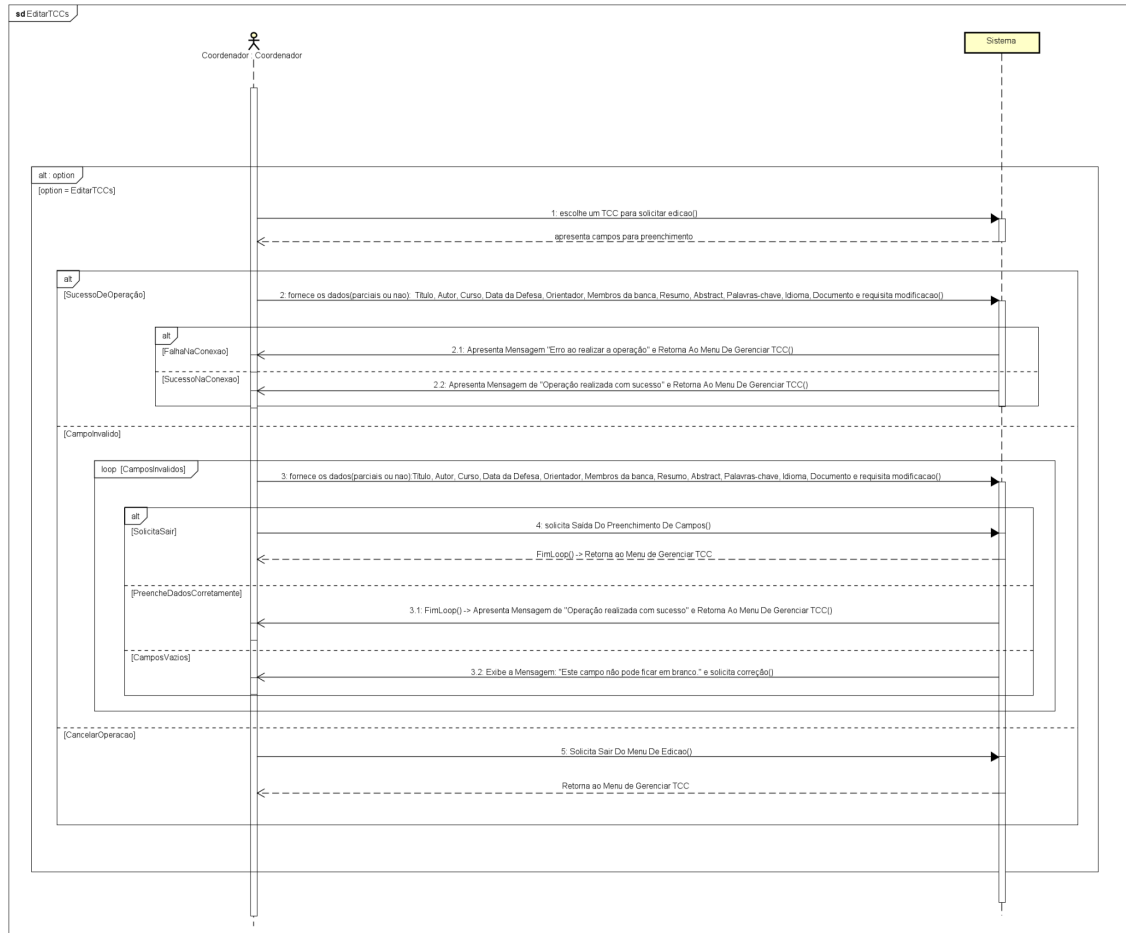 sd EditarTCCs
Coordenador : Coordenador
Sistema
alt : option
[option = EditarTCCs]
1: escolhe um TCC para solicitar edicao()
apresenta campos para preenchimento
alt
[SucessoDeOperação]
2: fornece os dados(parciais ou nao): Título, Autor, Curso, Data da Defesa, Orientador, Membros da banca, Resumo, Abstract, Palavras-chave, Idioma, Documento e requisita modificacao()
alt
[FalhaNaConexao]
2.1: Apresenta Mensagem "Erro ao realizar a operação" e Retorna Ao Menu De Gerenciar TCC()
[SucessoNaConexao]
2.2: Apresenta Mensagem de "Operação realizada com sucesso" e Retorna Ao Menu De Gerenciar TCC()
[CampoInvalido]
loop [CamposInvalidos]
3: fornece os dados(parciais ou nao):Título, Autor, Curso, Data da Defesa, Orientador, Membros da banca, Resumo, Abstract, Palavras-chave, Idioma, Documento e requisita modificacao()
alt
[SolicitaSair]
4: solicita Saída Do Preenchimento De Campos()
FimLoop() -> Retorna ao Menu de Gerenciar TCC
[PreencheDadosCorretamente]
3.1: FimLoop() -> Apresenta Mensagem de "Operação realizada com sucesso" e Retorna Ao Menu De Gerenciar TCC()
[CamposVazios]
3.2: Exibe a Mensagem: "Este campo não pode ficar em branco." e solicita correção()
[CancelarOperacao]
5: Solicita Sair Do Menu De Edicao()
Retorna ao Menu de Gerenciar TCC